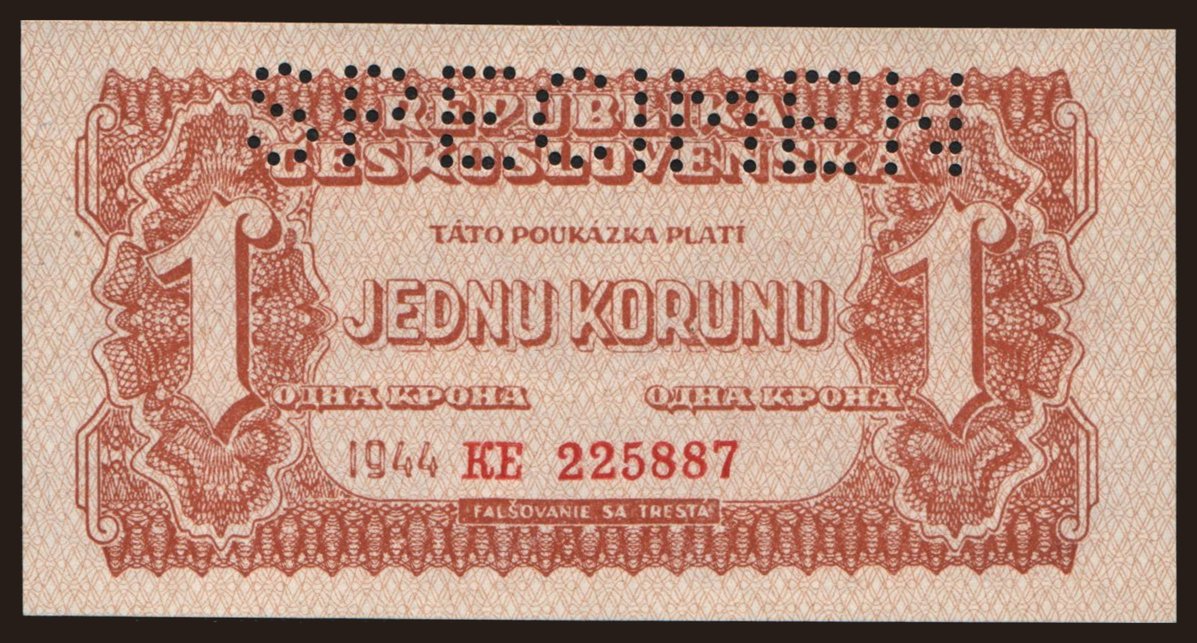 SPECIMEN
REPUBLIKA
ČESKOSLOVENSKÁ
TÁTO POUKÁZKA PLATÍ
JEDNU KORUNU
1 1
ОДНА КРОНА ОДНА КРОНА
1944 KE 225887
FALŠOVANIE SA TRESTÁ